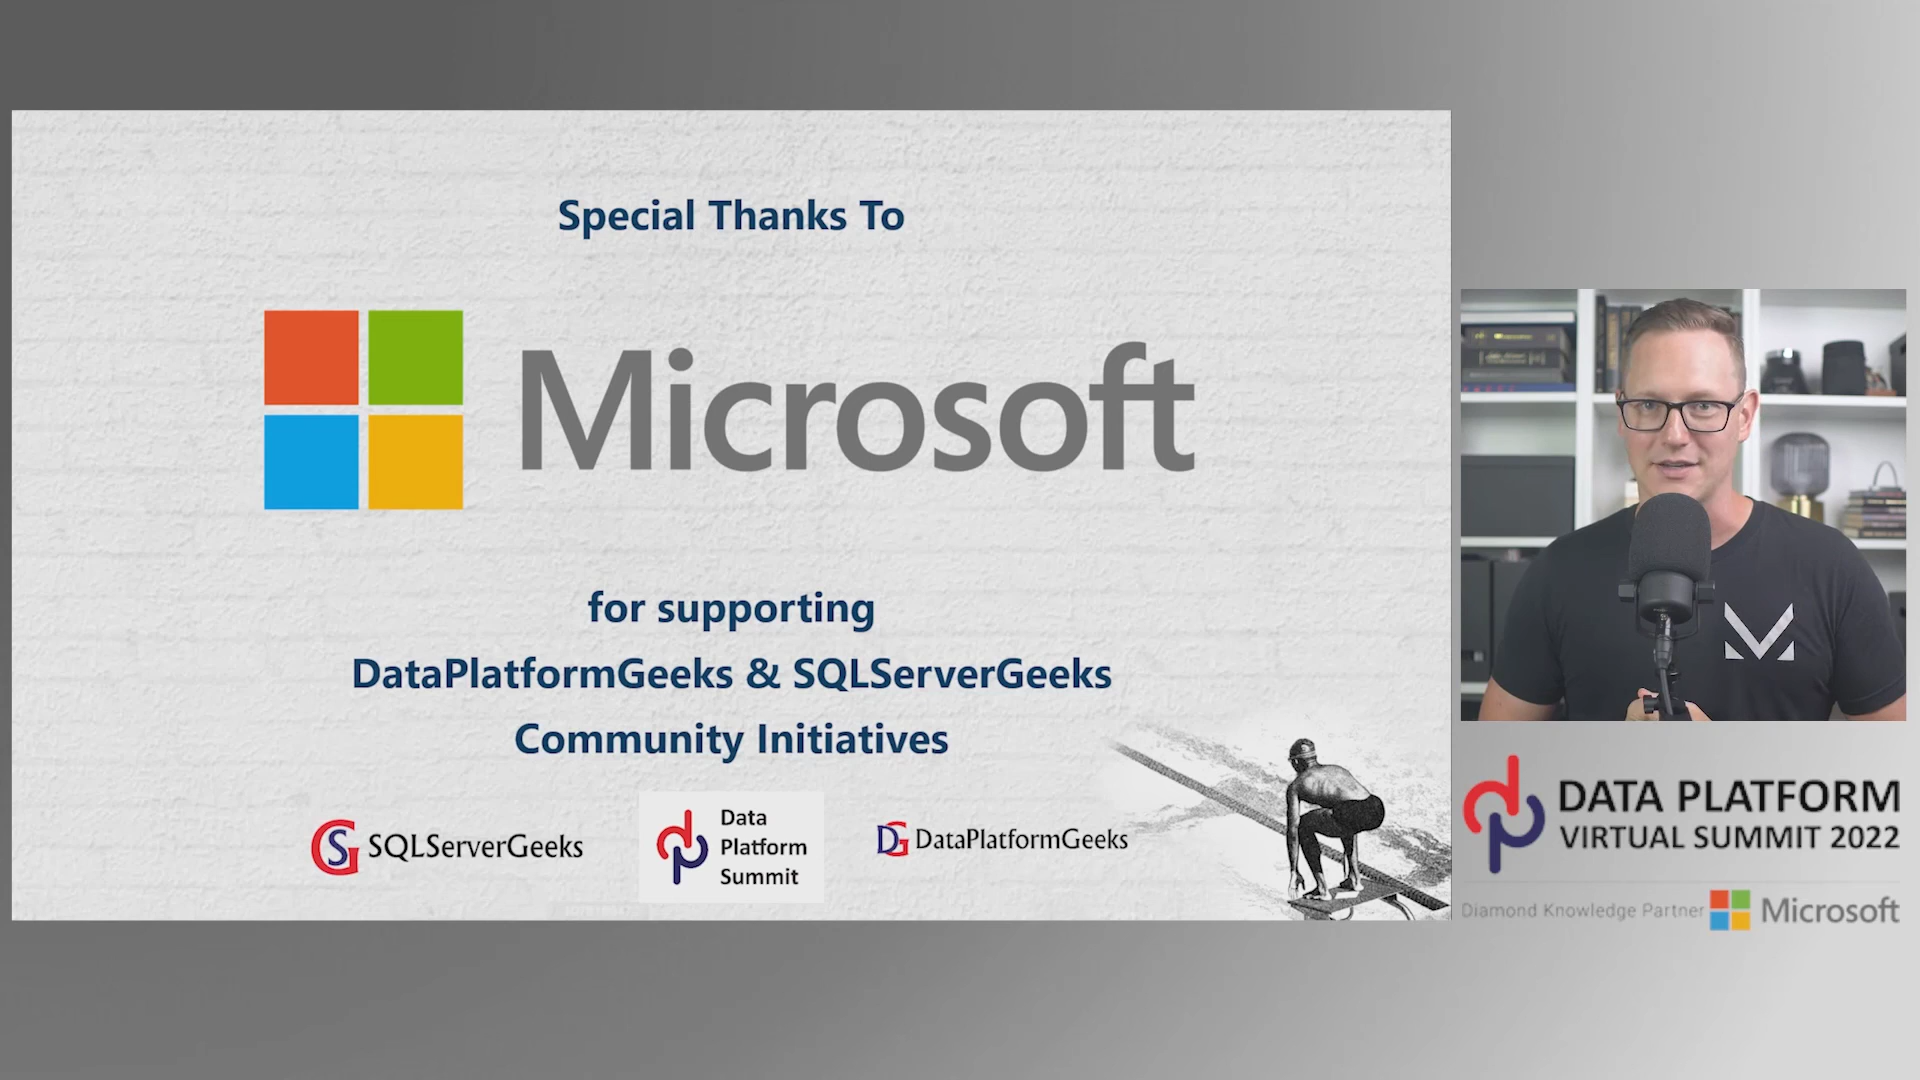 Special Thanks To
Microsoft
for supporting
DataPlatformGeeks & SQLServerGeeks
Community Initiatives
SQLServerGeeks
Data
Platform
Summit
DataPlatformGeeks
DATA PLATFORM
VIRTUAL SUMMIT 2022
Diamond Knowledge Partner
Microsoft